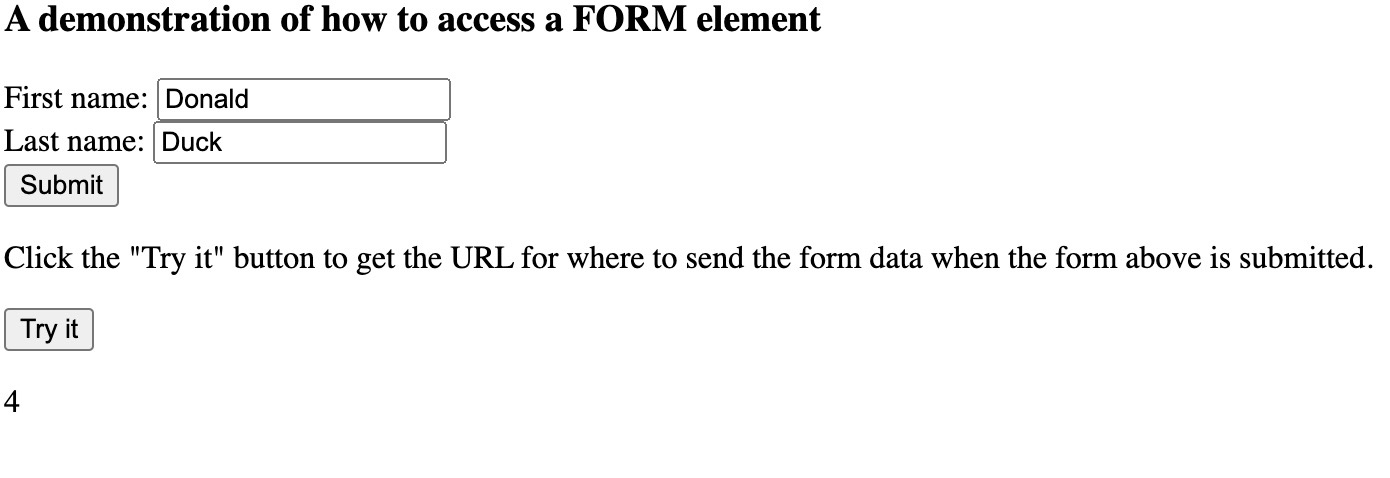 A demonstration of how to access a FORM element
First name: Donald
Last name: Duck
Submit
Click the "Try it" button to get the URL for where to send the form data when the form above is submitted.
Try it
4